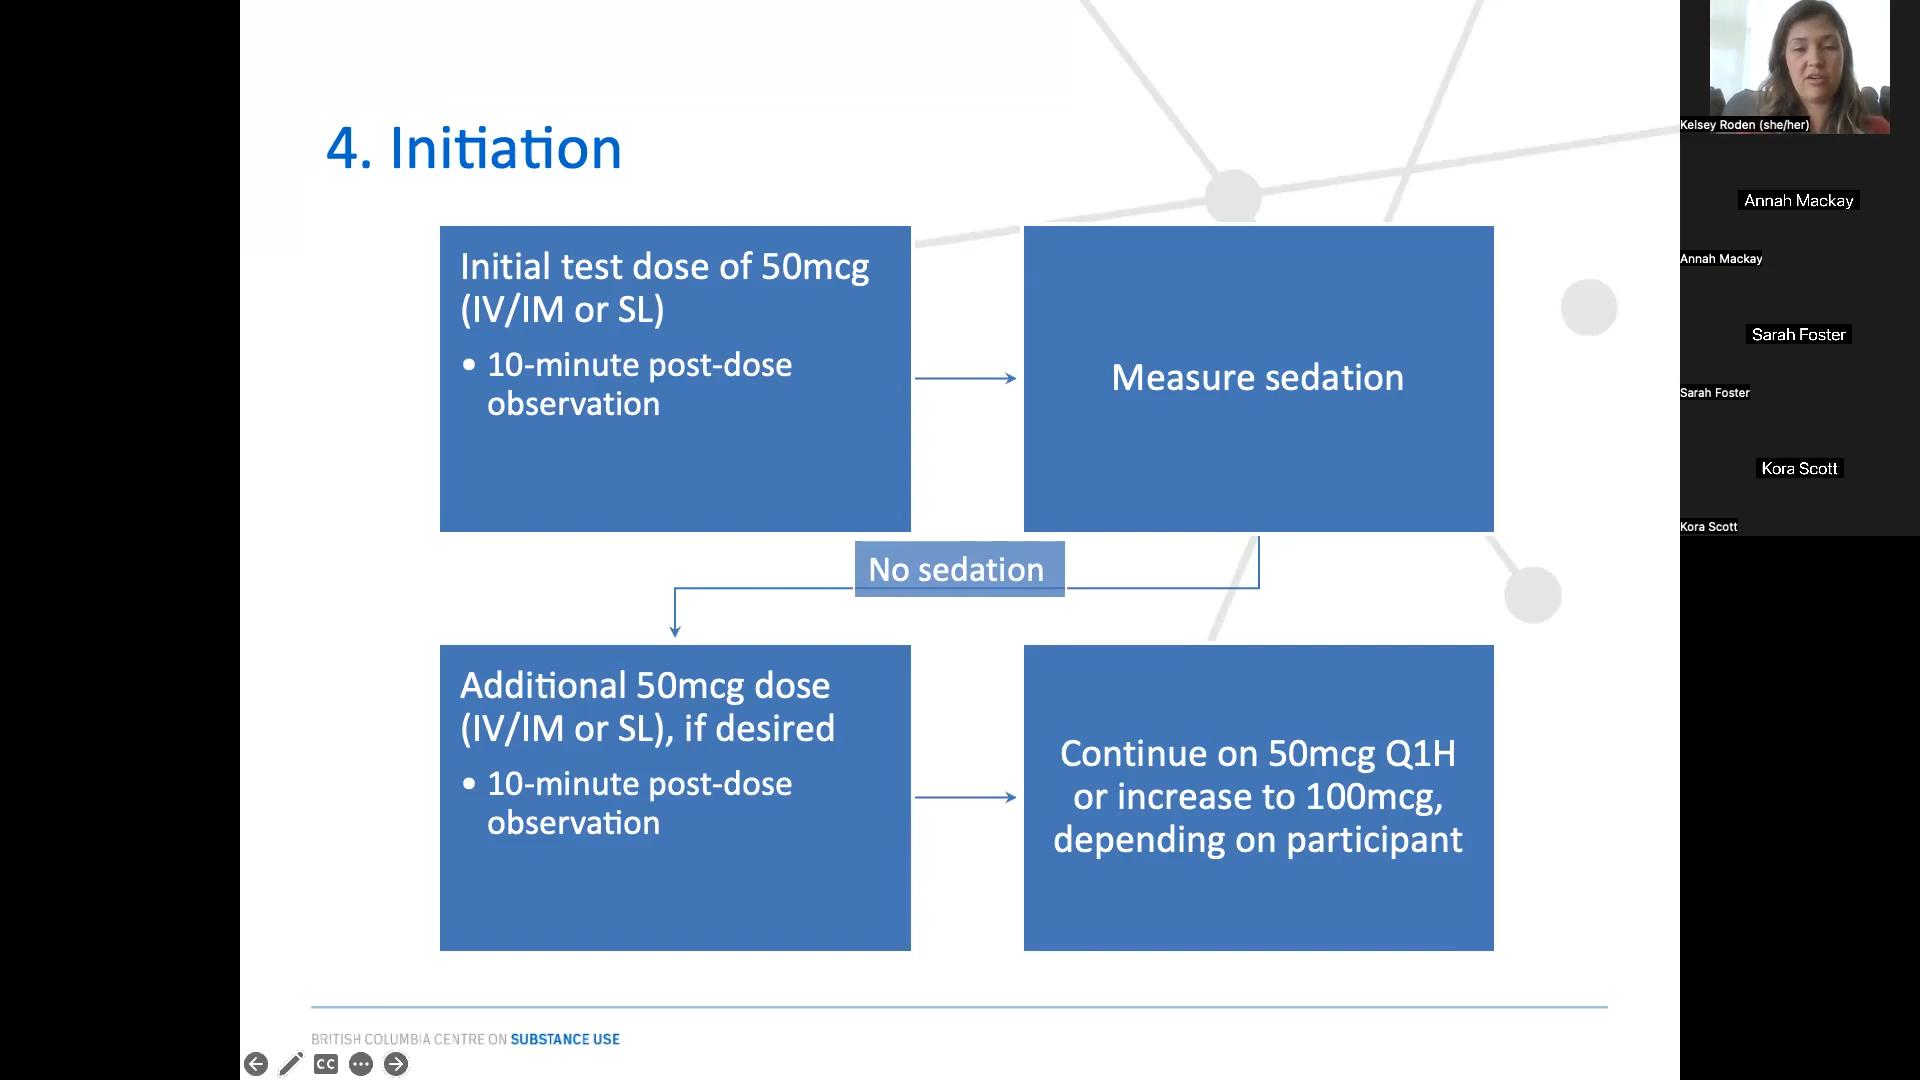 4. Initiation
Initial test dose of 50mcg
(IV/IM or SL)
• 10-minute post-dose
observation
Measure sedation
No sedation
Additional 50mcg dose
(IV/IM or SL), if desired
• 10-minute post-dose
observation
Continue on 50mcg Q1H
or increase to 100mcg,
depending on participant
BRITISH COLUMBIA CENTRE ON SUBSTANCE USE
CC
Kelsey Roden (she/her)
Annah Mackay
Annah Mackay
Sarah Foster
Sarah Foster
Kora Scott
Kora Scott